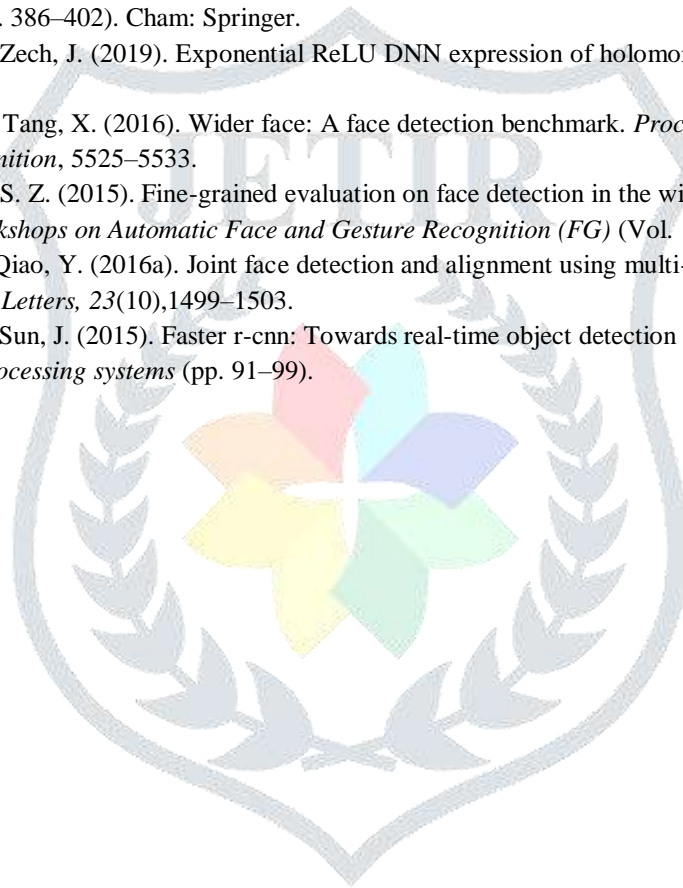 . 386–402). Cham: Springer.
Zech, J. (2019). Exponential ReLU DNN expression of holomo
Tang, X. (2016). Wider face: A face detection benchmark. Proc
nition, 5525–5533.
S. Z. (2015). Fine-grained evaluation on face detection in the wi
kshops on Automatic Face and Gesture Recognition (FG) (Vol.
Qiao, Y. (2016a). Joint face detection and alignment using multi-
Letters, 23(10),1499–1503.
Sun, J. (2015). Faster r-cnn: Towards real-time object detection
ocessing systems (pp. 91–99).
JETIR